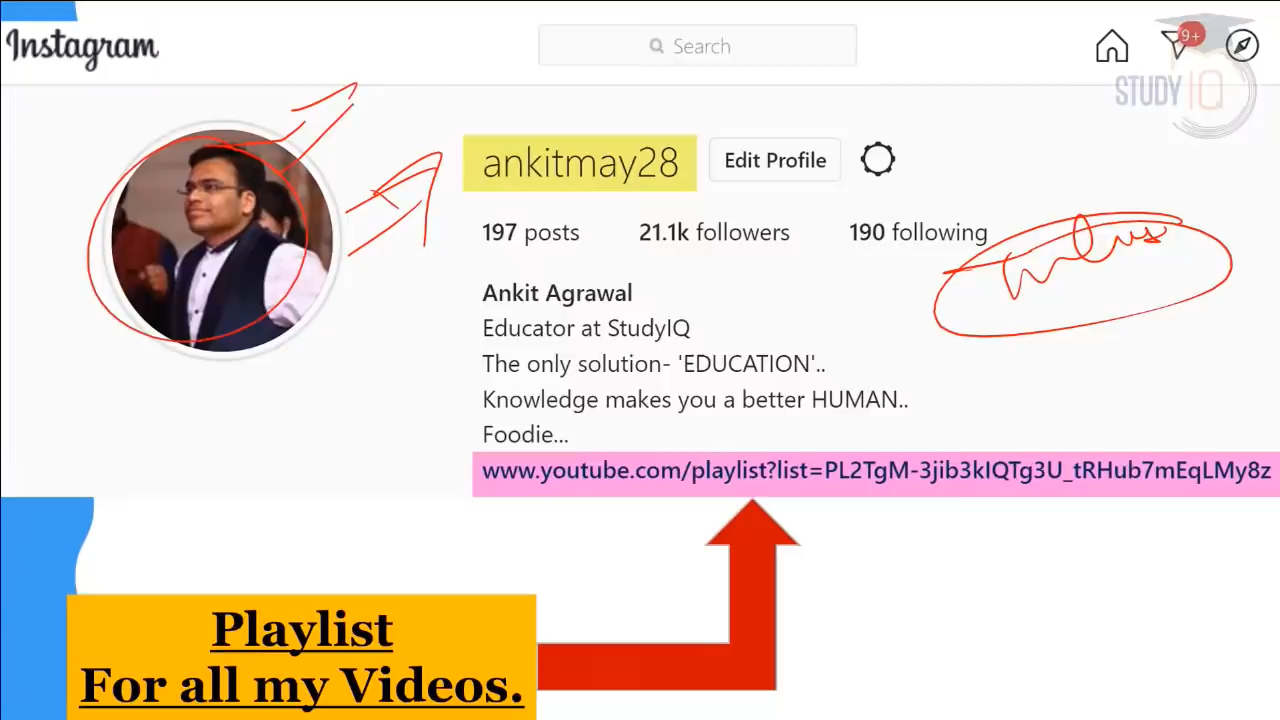 Instagram
Search
9+
STUDY IQ
ankitmay28
Edit Profile
197 posts 21.1k followers 190 following
Ankit Agrawal
Educator at StudyIQ
The only solution- 'EDUCATION'..
Knowledge makes you a better HUMAN..
Foodie...
www.youtube.com/playlist?list=PL2TgM-3jib3kIQTg3U_tRHub7mEqLMy8z
Playlist
For all my Videos.